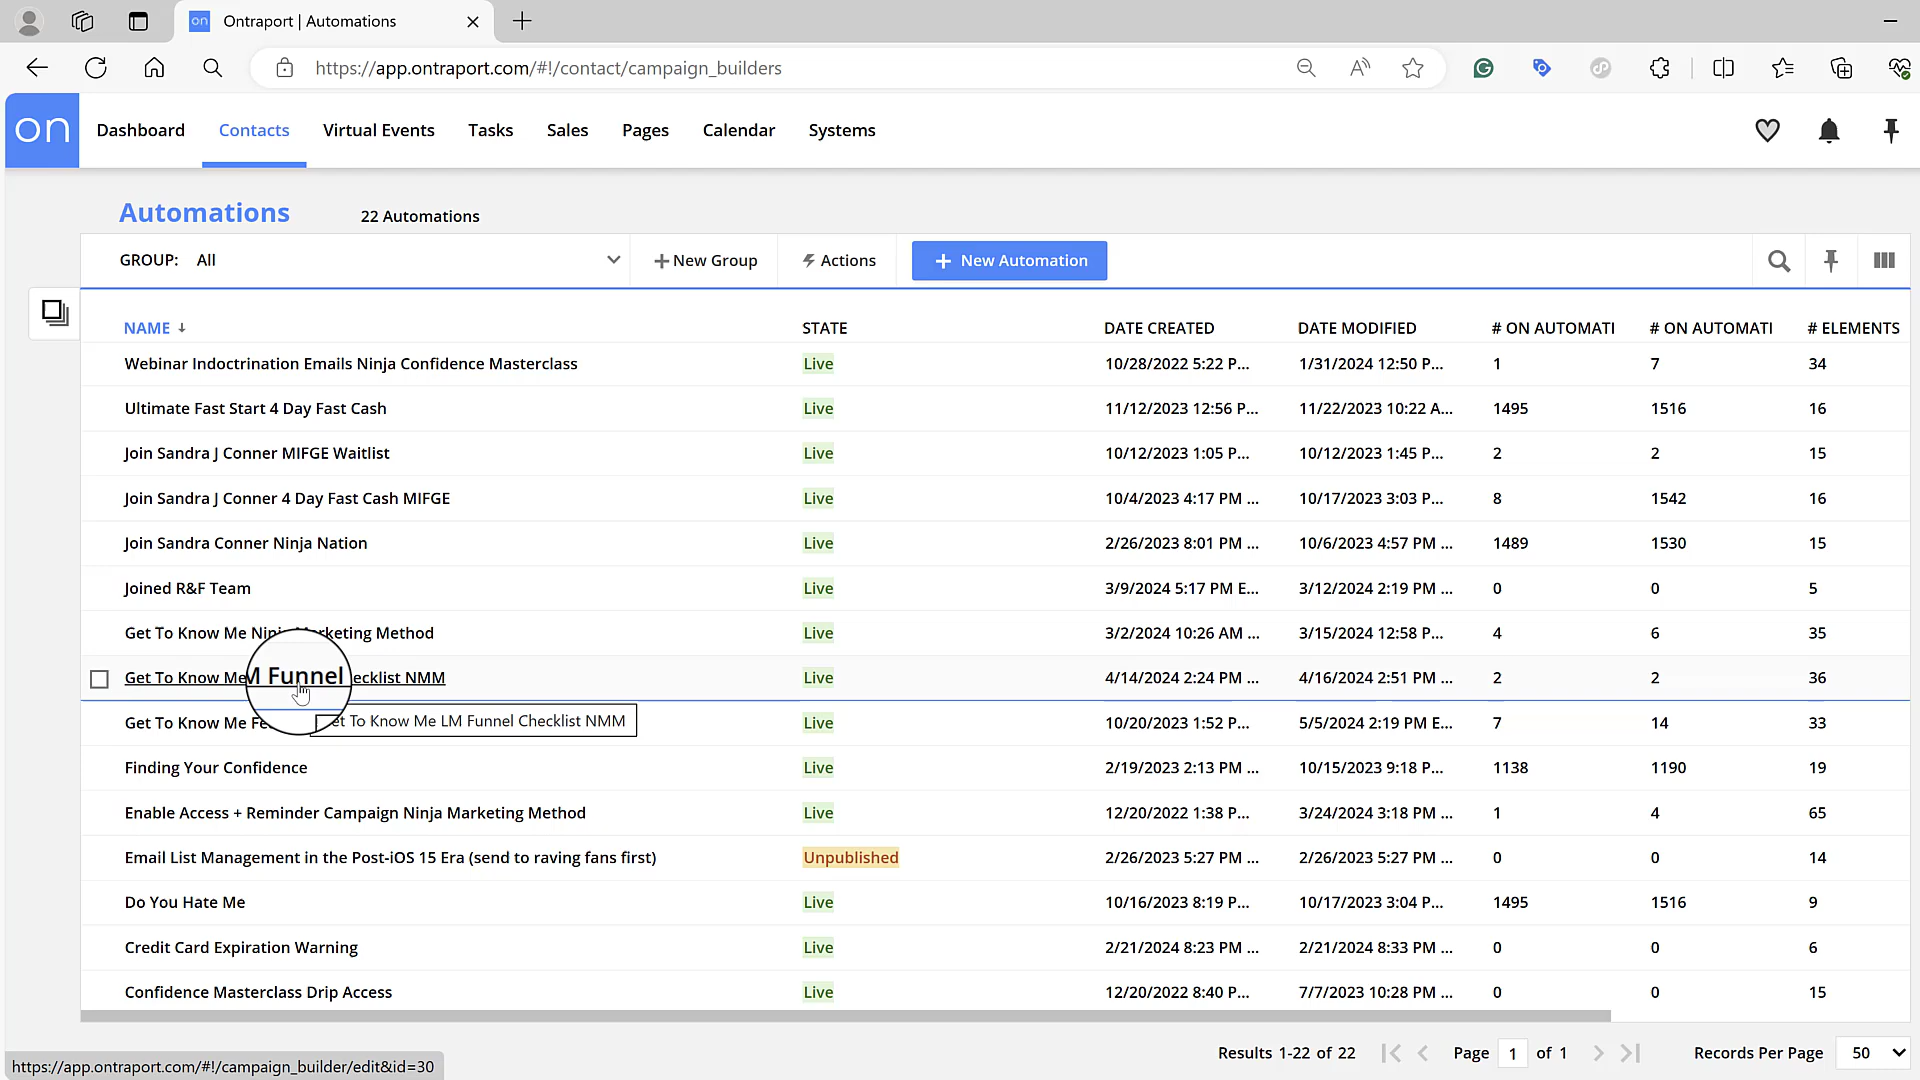 on Ontraport | Automations
https://app.ontraport.com/#!/contact/campaign_builders
on Dashboard Contacts Virtual Events Tasks Sales Pages Calendar Systems
Automations 22 Automations
GROUP: All New Group Actions New Automation
NAME STATE DATE CREATED DATE MODIFIED # ON AUTOMATI # ON AUTOMATI # ELEMENTS
Webinar Indoctrination Emails Ninja Confidence Masterclass Live 10/28/2022 5:22 P... 1/31/2024 12:50 P... 1 7 34
Ultimate Fast Start 4 Day Fast Cash Live 11/12/2023 12:56 P... 11/22/2023 10:22 A... 1495 1516 16
Join Sandra J Conner MIFGE Waitlist Live 10/12/2023 1:05 P... 10/12/2023 1:45 P... 2 2 15
Join Sandra J Conner 4 Day Fast Cash MIFGE Live 10/4/2023 4:17 PM ... 10/17/2023 3:03 P... 8 1542 16
Join Sandra Conner Ninja Nation Live 2/26/2023 8:01 PM ... 10/6/2023 4:57 PM ... 1489 1530 15
Joined R&F Team Live 3/9/2024 5:17 PM E... 3/12/2024 2:19 PM ... 0 0 5
Get To Know Me Ninja Marketing Method Live 3/2/2024 10:26 AM ... 3/15/2024 12:58 P... 4 6 35
Get To Know Me M Funnel ecklist NMM Live 4/14/2024 2:24 PM ... 4/16/2024 2:51 PM ... 2 2 36
Get To Know Me Fe Live 10/20/2023 1:52 P... 5/5/2024 2:19 PM E... 7 14 33
et To Know Me LM Funnel Checklist NMM
Finding Your Confidence Live 2/19/2023 2:13 PM ... 10/15/2023 9:18 P... 1138 1190 19
Enable Access + Reminder Campaign Ninja Marketing Method Live 12/20/2022 1:38 P... 3/24/2024 3:18 PM ... 1 4 65
Email List Management in the Post-iOS 15 Era (send to raving fans first) Unpublished 2/26/2023 5:27 PM ... 2/26/2023 5:27 PM ... 0 0 14
Do You Hate Me Live 10/16/2023 8:19 P... 10/17/2023 3:04 P... 1495 1516 9
Credit Card Expiration Warning Live 2/21/2024 8:23 PM ... 2/21/2024 8:33 PM ... 0 0 6
Confidence Masterclass Drip Access Live 12/20/2022 8:40 P... 7/7/2023 10:28 PM ... 0 0 15
Results 1-22 of 22 Page 1 of 1 Records Per Page 50
https://app.ontraport.com/#!/campaign_builder/edit&id=30